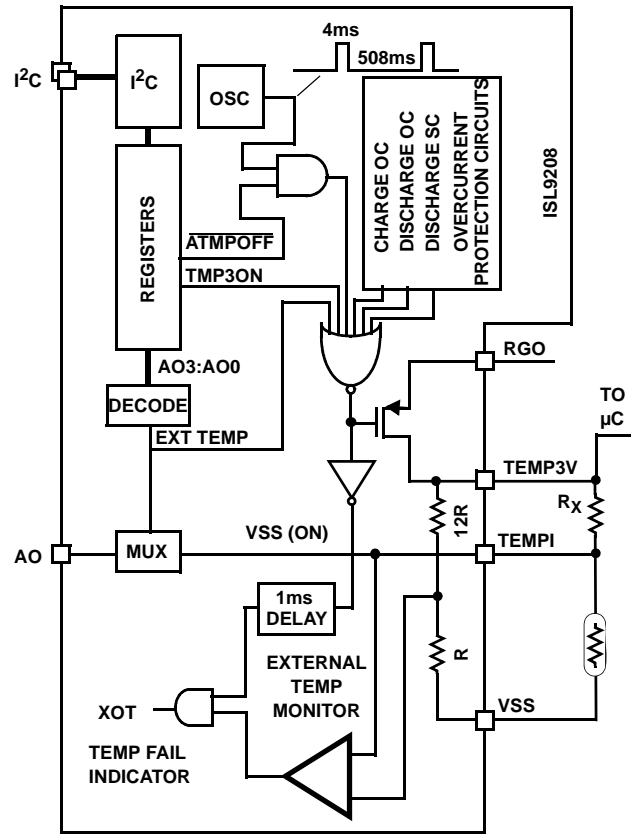 4ms
508ms
I²C
I²C
OSC
CHARGE OC
DISCHARGE OC
DISCHARGE SC
OVERCURRENT
PROTECTION CIRCUITS
ISL9208
REGISTERS
ATMPOFF
TMP3ON
AO3:AO0
DECODE
EXT TEMP
RGO
TO
µC
TEMP3V
12R
RX
VSS (ON)
TEMPI
AO
MUX
1ms
DELAY
R
EXTERNAL
TEMP
MONITOR
VSS
XOT
TEMP FAIL
INDICATOR